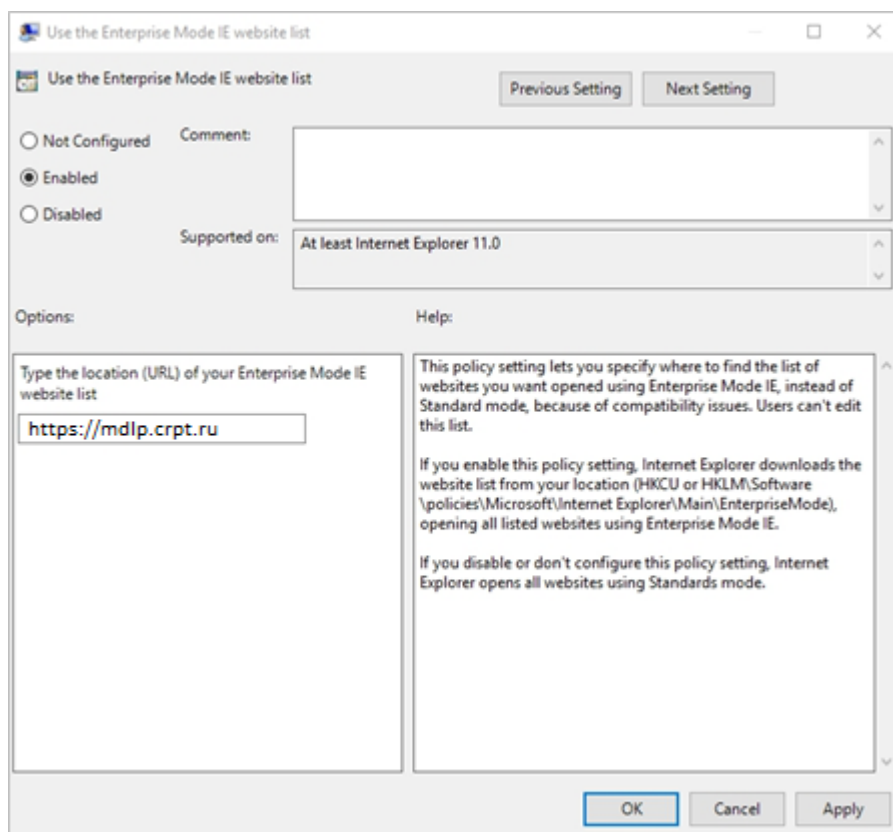 Use the Enterprise Mode IE website list
Use the Enterprise Mode IE website list
Previous Setting
Next Setting
Not Configured
Comment:
Enabled
Disabled
Supported on:
At least Internet Explorer 11.0
Options:
Help:
Type the location (URL) of your Enterprise Mode IE
website list
https://mdlp.crpt.ru
This policy setting lets you specify where to find the list of
websites you want opened using Enterprise Mode IE, instead of
Standard mode, because of compatibility issues. Users can't edit
this list.
If you enable this policy setting, Internet Explorer downloads the
website list from your location (HKCU or HKLM\Software
\policies\Microsoft\Internet Explorer\Main\EnterpriseMode),
opening all listed websites using Enterprise Mode IE.
If you disable or don't configure this policy setting, Internet
Explorer opens all websites using Standards mode.
OK
Cancel
Apply